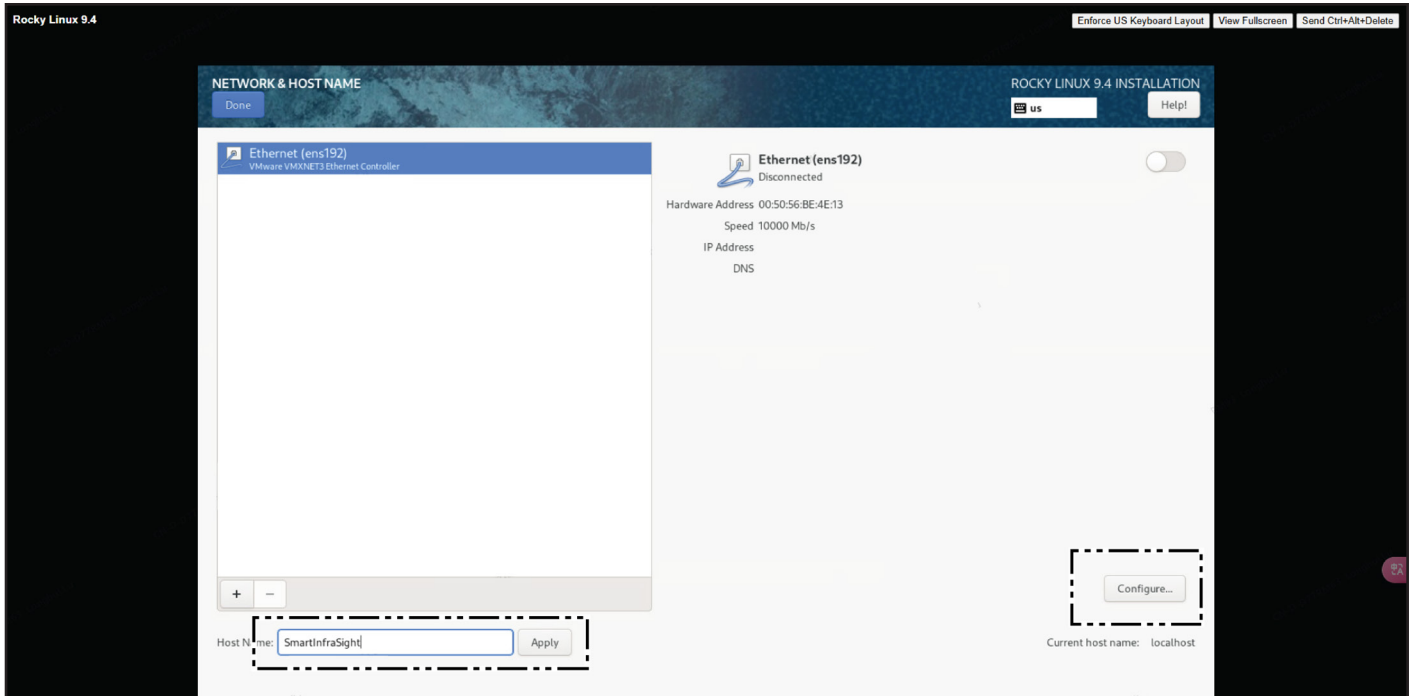 Rocky Linux 9.4
Enforce US Keyboard Layout View Fullscreen Send Ctrl+Alt+Delete
NETWORK & HOST NAME
ROCKY LINUX 9.4 INSTALLATION
Done
us
Help!
Ethernet (ens192)
VMware VMXNET3 Ethernet Controller
Ethernet (ens192)
Disconnected
Hardware Address 00:50:56:BE:4E:13
Speed 10000 Mb/s
IP Address
DNS
+ −
Configure...
Host N me: SmartInfraSight Apply
Current host name: localhost